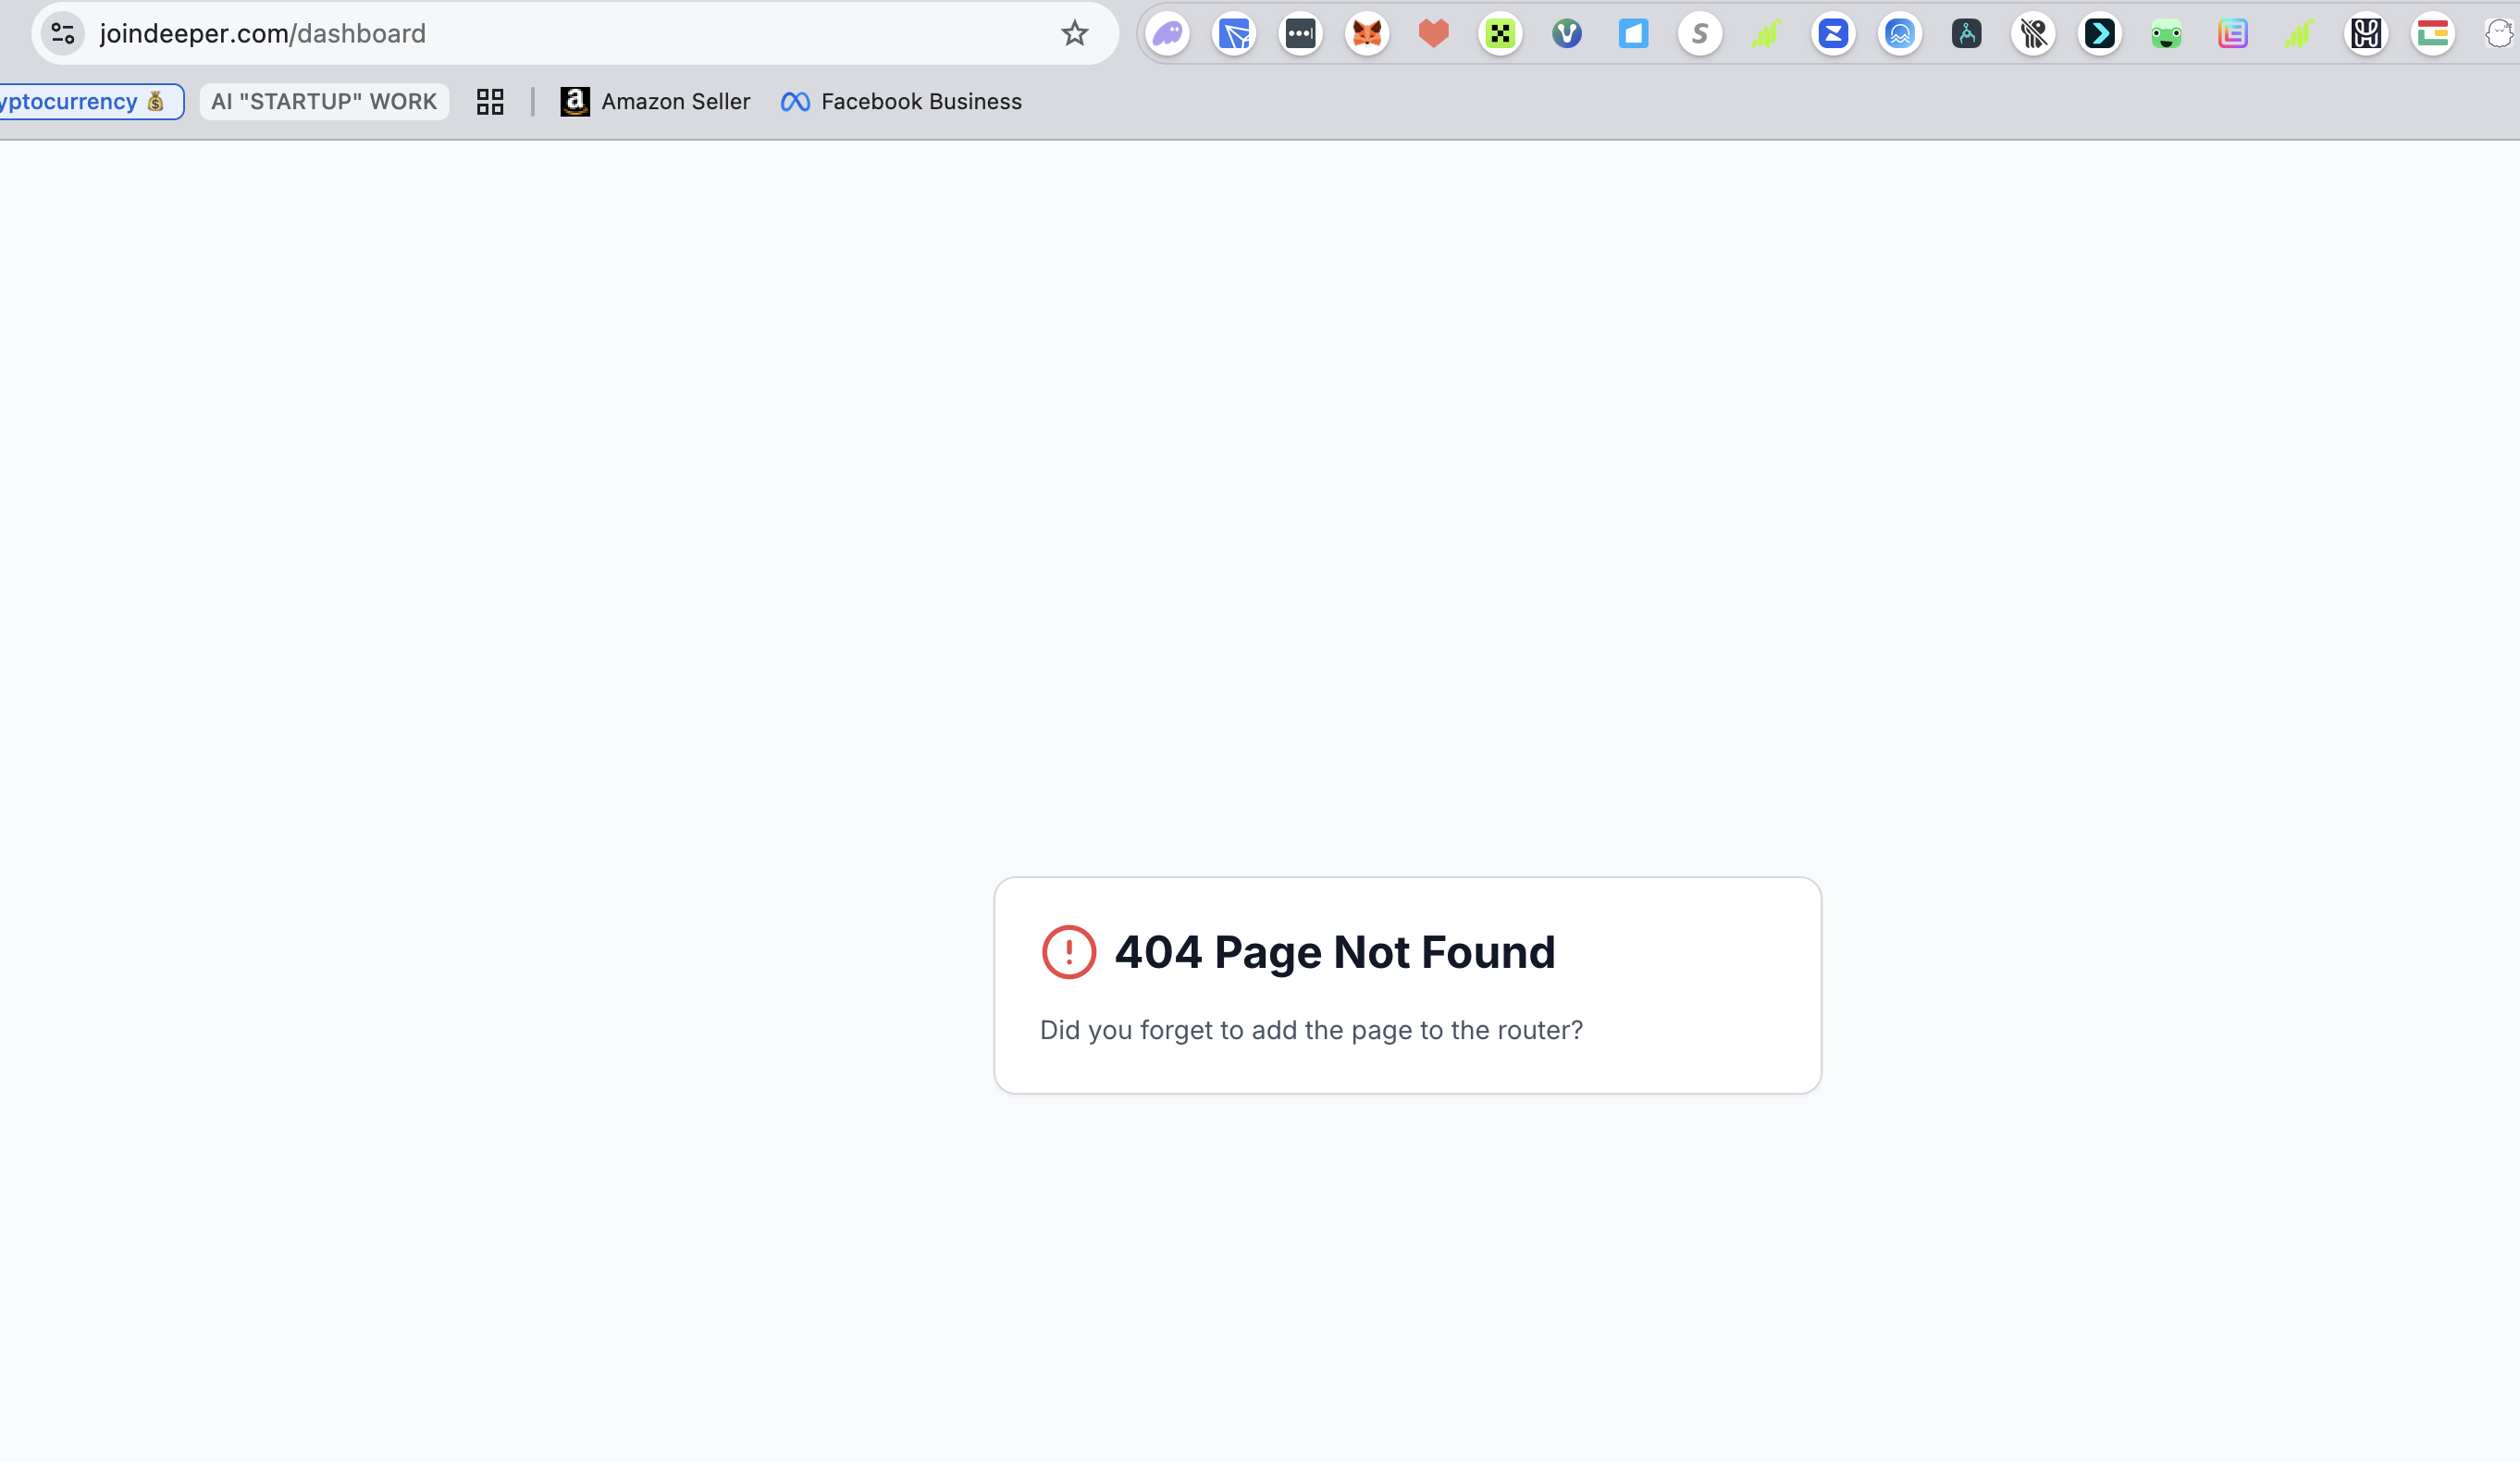 joindeeper.com/dashboard
yptocurrency 💰
AI "STARTUP" WORK
Amazon Seller
Facebook Business
404 Page Not Found
Did you forget to add the page to the router?